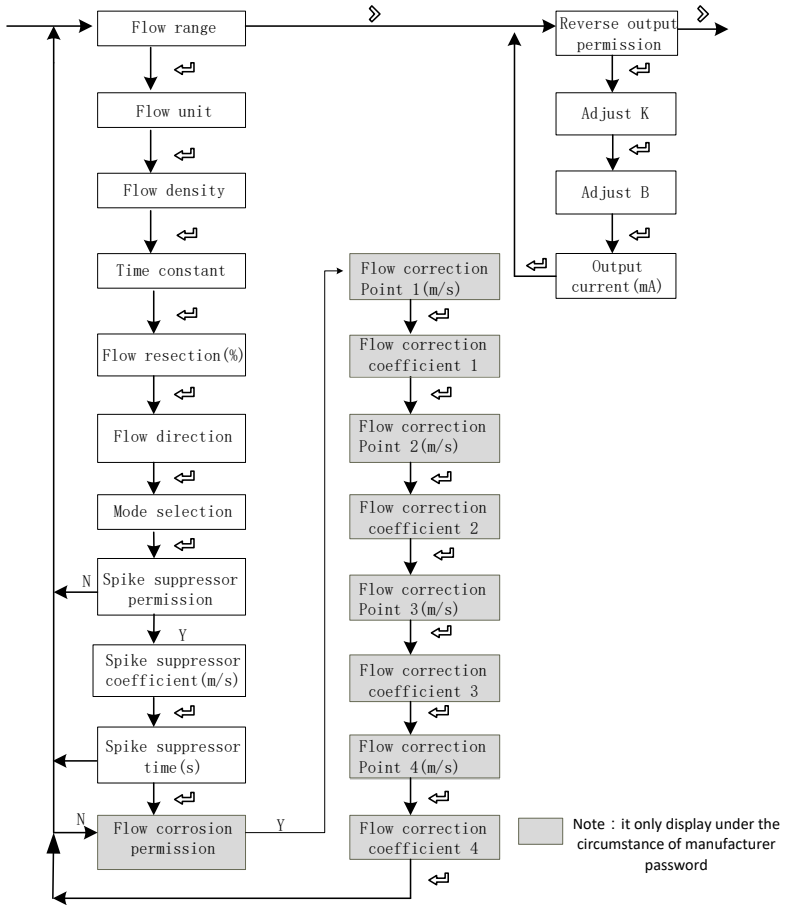 Flow range
Flow unit
Flow density
Time constant
Flow resection(%)
Flow direction
Mode selection
N
Spike suppressor
permission
Y
Spike suppressor
coefficient(m/s)
Spike suppressor
time(s)
N
Flow corrosion
permission
Y
Flow correction
Point 1(m/s)
Flow correction
coefficient 1
Flow correction
Point 2(m/s)
Flow correction
coefficient 2
Flow correction
Point 3(m/s)
Flow correction
coefficient 3
Flow correction
Point 4(m/s)
Flow correction
coefficient 4
Reverse output
permission
Adjust K
Adjust B
Output
current(mA)
Note：it only display under the
circumstance of manufacturer
password